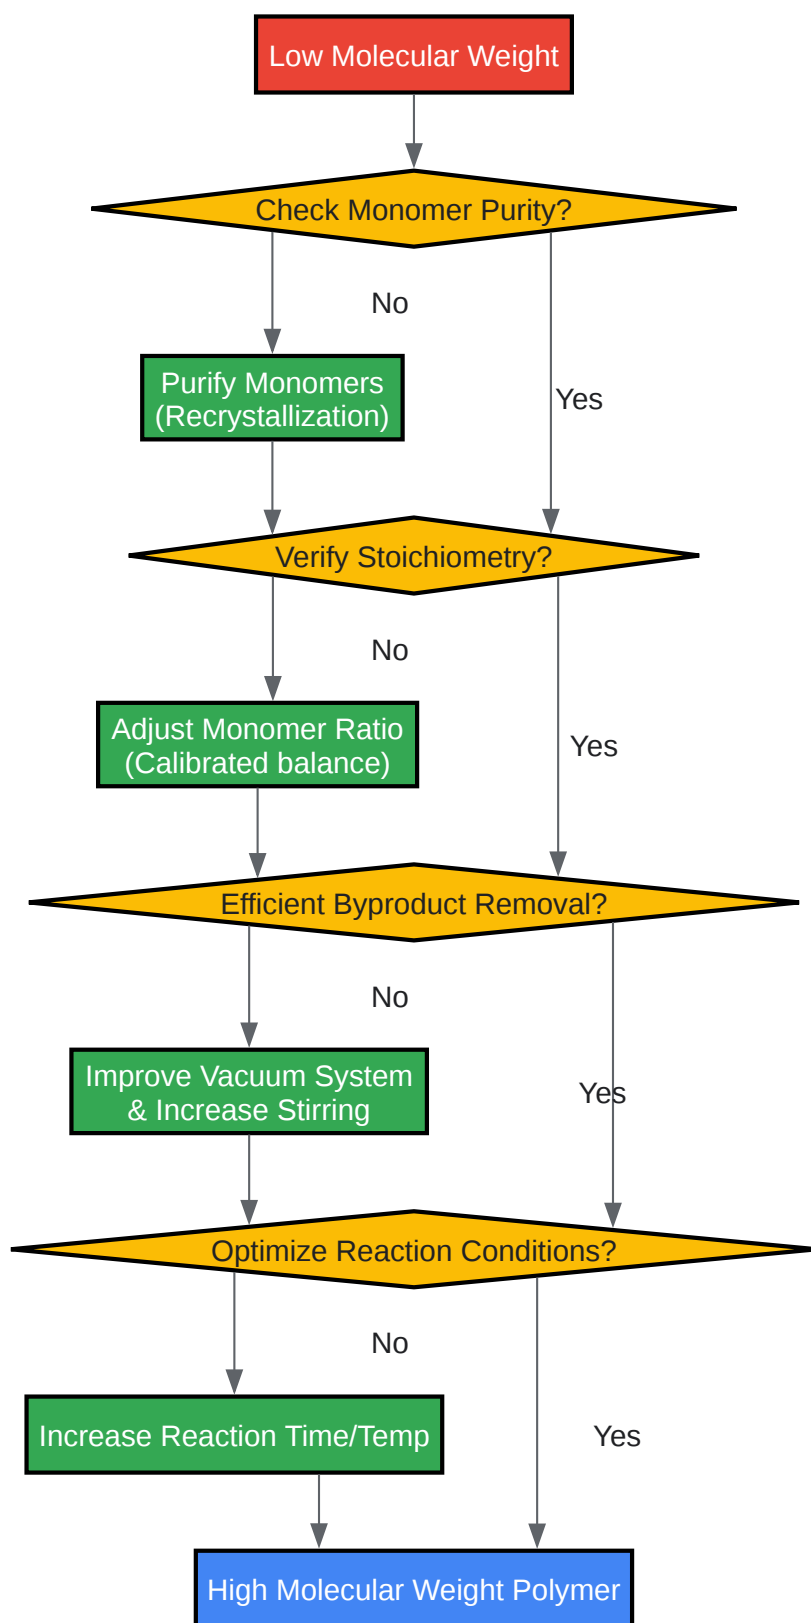 Low Molecular Weight
Check Monomer Purity?
No
Purify Monomers
(Recrystallization)
Yes
Verify Stoichiometry?
No
Adjust Monomer Ratio
(Calibrated balance)
Yes
Efficient Byproduct Removal?
No
Improve Vacuum System
& Increase Stirring
Yes
Optimize Reaction Conditions?
No
Increase Reaction Time/Temp
Yes
High Molecular Weight Polymer